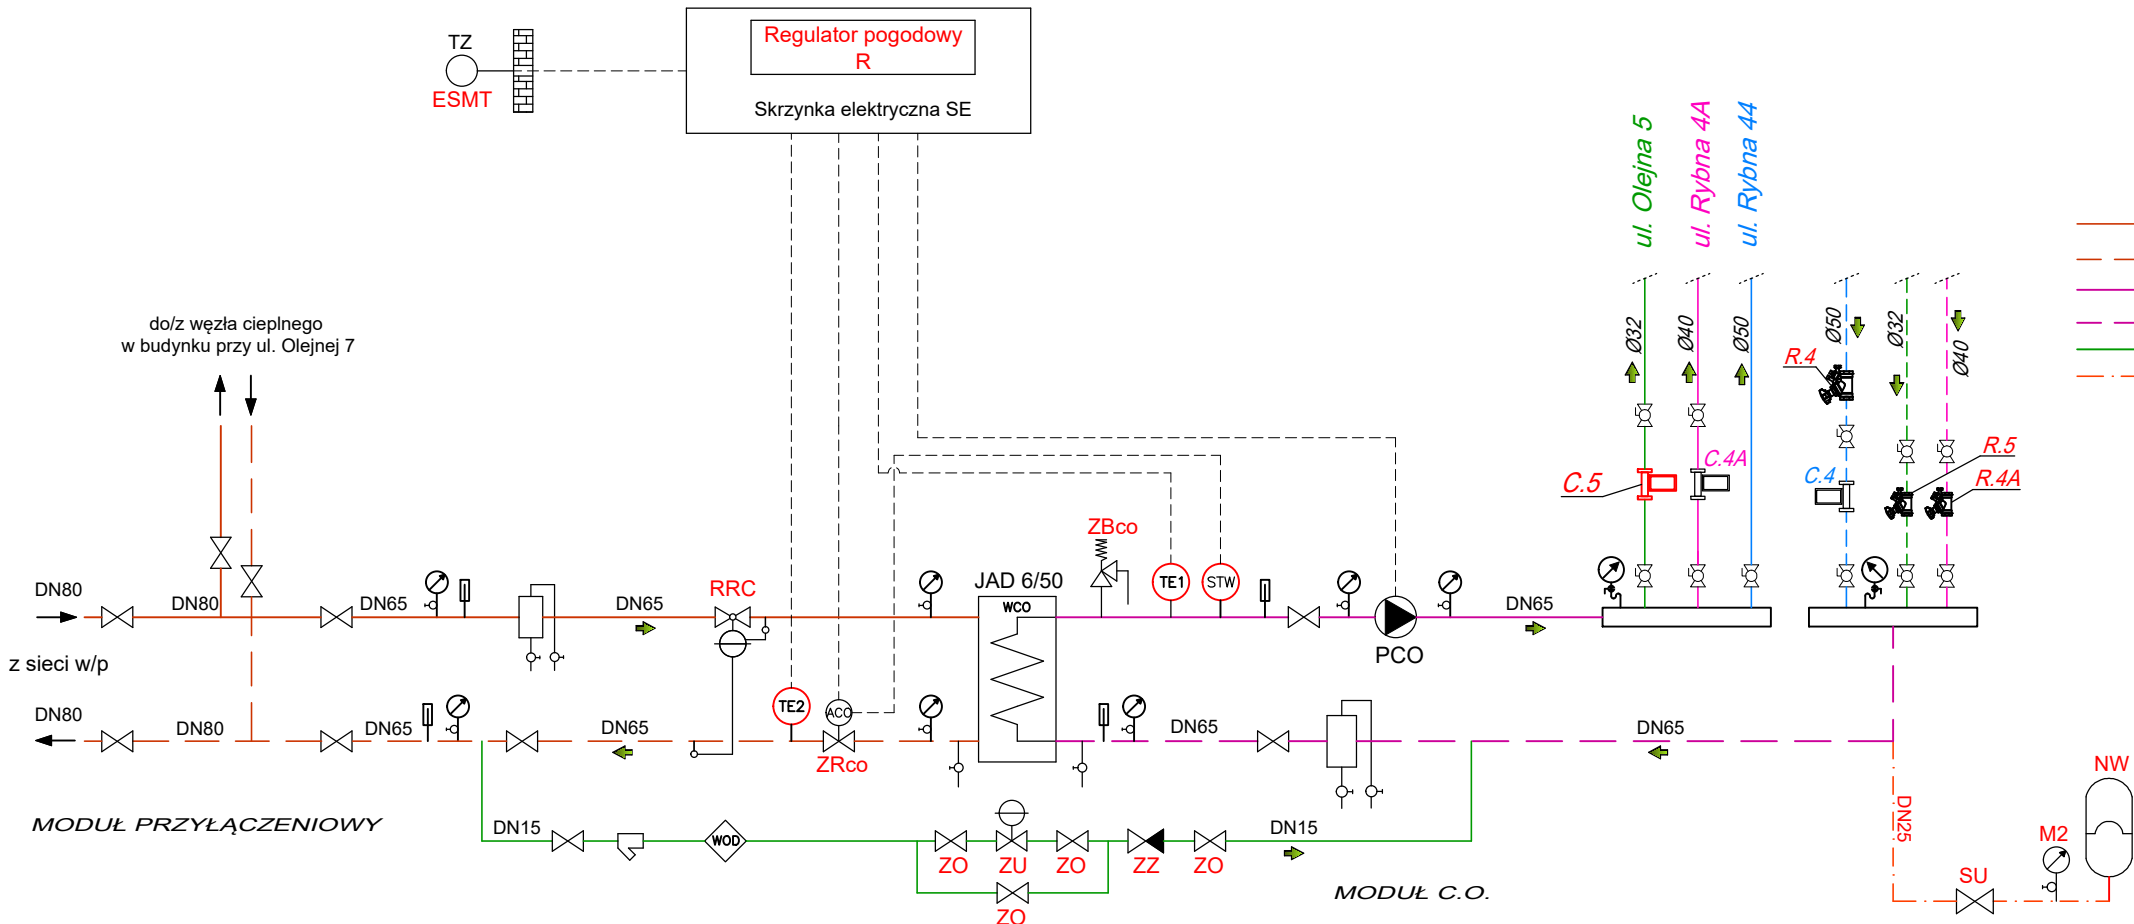 Regulator pogodowy
R
Skrzynka elektryczna SE
TZ
ESMT
ul. Olejna 5
ul. Rybna 4A
ul. Rybna 44
do/z węzła cieplnego
w budynku przy ul. Olejnej 7
Ø32
Ø40
Ø50
Ø50
Ø32
Ø40
R.4
C.5
C.4A
C.4
R.5
R.4A
DN80
DN80
DN65
DN65
RRC
JAD 6/50
WCO
ZBco
TE1
STW
PCO
DN65
z sieci w/p
DN80
DN80
DN65
DN65
TE2
ACO
ZRco
DN65
DN65
MODUŁ PRZYŁĄCZENIOWY
DN15
WOD
ZO
ZU
ZO
ZZ
ZO
ZO
DN15
MODUŁ C.O.
DN25
SU
M2
NW